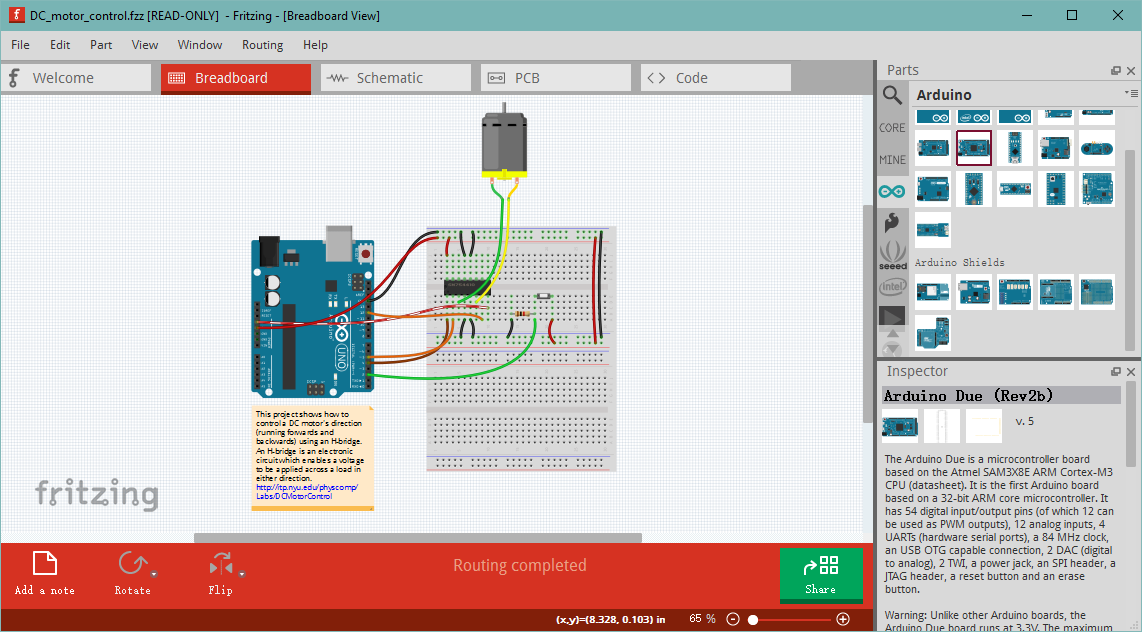 DC_motor_control.fzz [READ-ONLY] - Fritzing - [Breadboard View]
File Edit Part View Window Routing Help
Welcome
Breadboard
Schematic
PCB
Code
Parts
Arduino
CORE
MINE
seeed
intel
Arduino Shields
UNO
This project shows how to
control a DC motor's direction
(running forwards and
backwards) using an H-bridge.
An H-bridge is an electronic
circuit which enables a voltage
to be applied across a load in
either direction.
http://itp.nyu.edu/physcomp/
Labs/DCMotorControl
fritzing
Inspector
Arduino Due (Rev2b)
v. 5
The Arduino Due is a microcontroller board
based on the Atmel SAM3X8E ARM Cortex-M3
CPU (datasheet). It is the first Arduino board
based on a 32-bit ARM core microcontroller. It
has 54 digital input/output pins (of which 12 can
be used as PWM outputs), 12 analog inputs, 4
UARTs (hardware serial ports), a 84 MHz clock,
an USB OTG capable connection, 2 DAC (digital
to analog), 2 TWI, a power jack, an SPI header, a
JTAG header, a reset button and an erase
button.
Warning: Unlike other Arduino boards, the
Arduino Due board runs at 3.3V. The maximum
Add a note
Rotate
Flip
Routing completed
Share
(x,y)=(8.328, 0.103) in
65 %